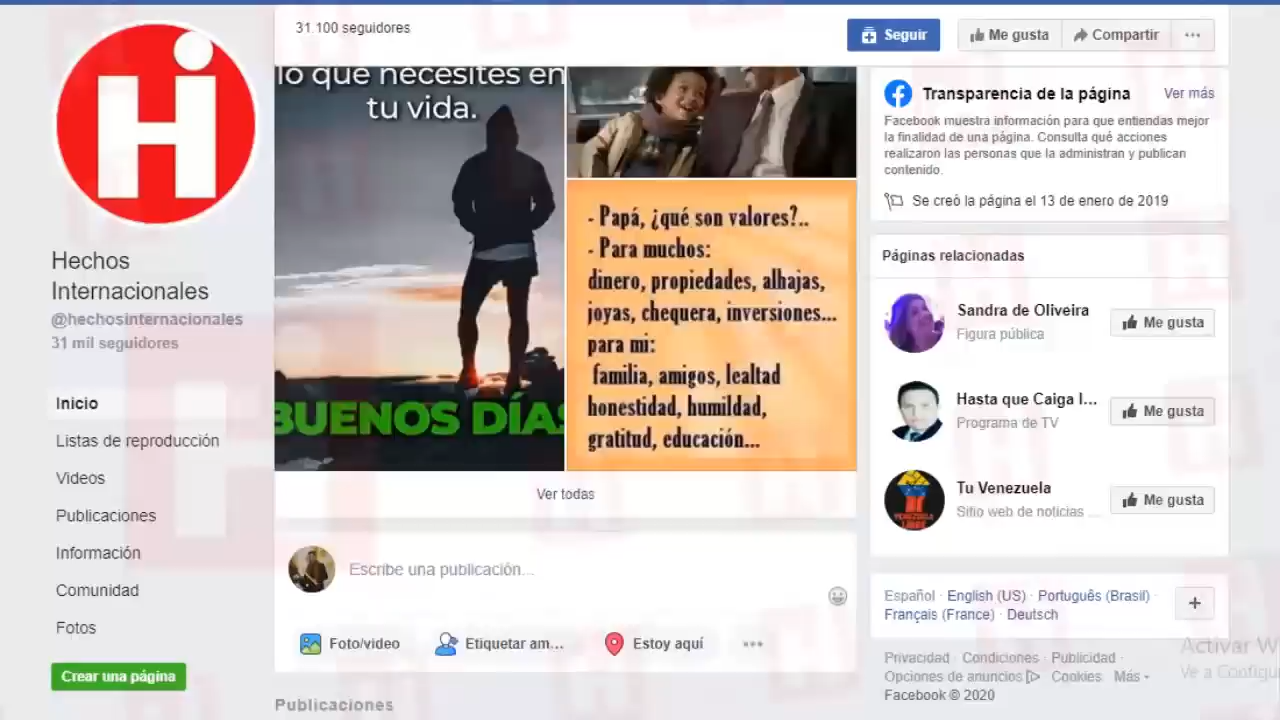 Hi
Hechos
Internacionales
@hechosinternacionales
31 mil seguidores
Inicio
Listas de reproducción
Videos
Publicaciones
Información
Comunidad
Fotos
Crear una página
31.100 seguidores
Seguir
Me gusta
Compartir
lo que necesites en
tu vida.
BUENOS DÍAS
- Papá, ¿qué son valores?..
- Para muchos:
dinero, propiedades, alhajas,
joyas, chequera, inversiones...
para mi:
familia, amigos, lealtad
honestidad, humildad,
gratitud, educación...
Ver todas
Escribe una publicación...
Foto/video
Etiquetar am...
Estoy aquí
Publicaciones
Transparencia de la página
Ver más
Facebook muestra información para que entiendas mejor
la finalidad de una página. Consulta qué acciones
realizaron las personas que la administran y publican
contenido.
Se creó la página el 13 de enero de 2019
Páginas relacionadas
Sandra de Oliveira
Figura pública
Me gusta
Hasta que Caiga l...
Programa de TV
Me gusta
Tu Venezuela
Sitio web de noticias ...
Me gusta
Español · English (US) · Português (Brasil) ·
Français (France) · Deutsch
Privacidad · Condiciones · Publicidad ·
Opciones de anuncios · Cookies · Más
Facebook © 2020
Activar W
Ve a Configu